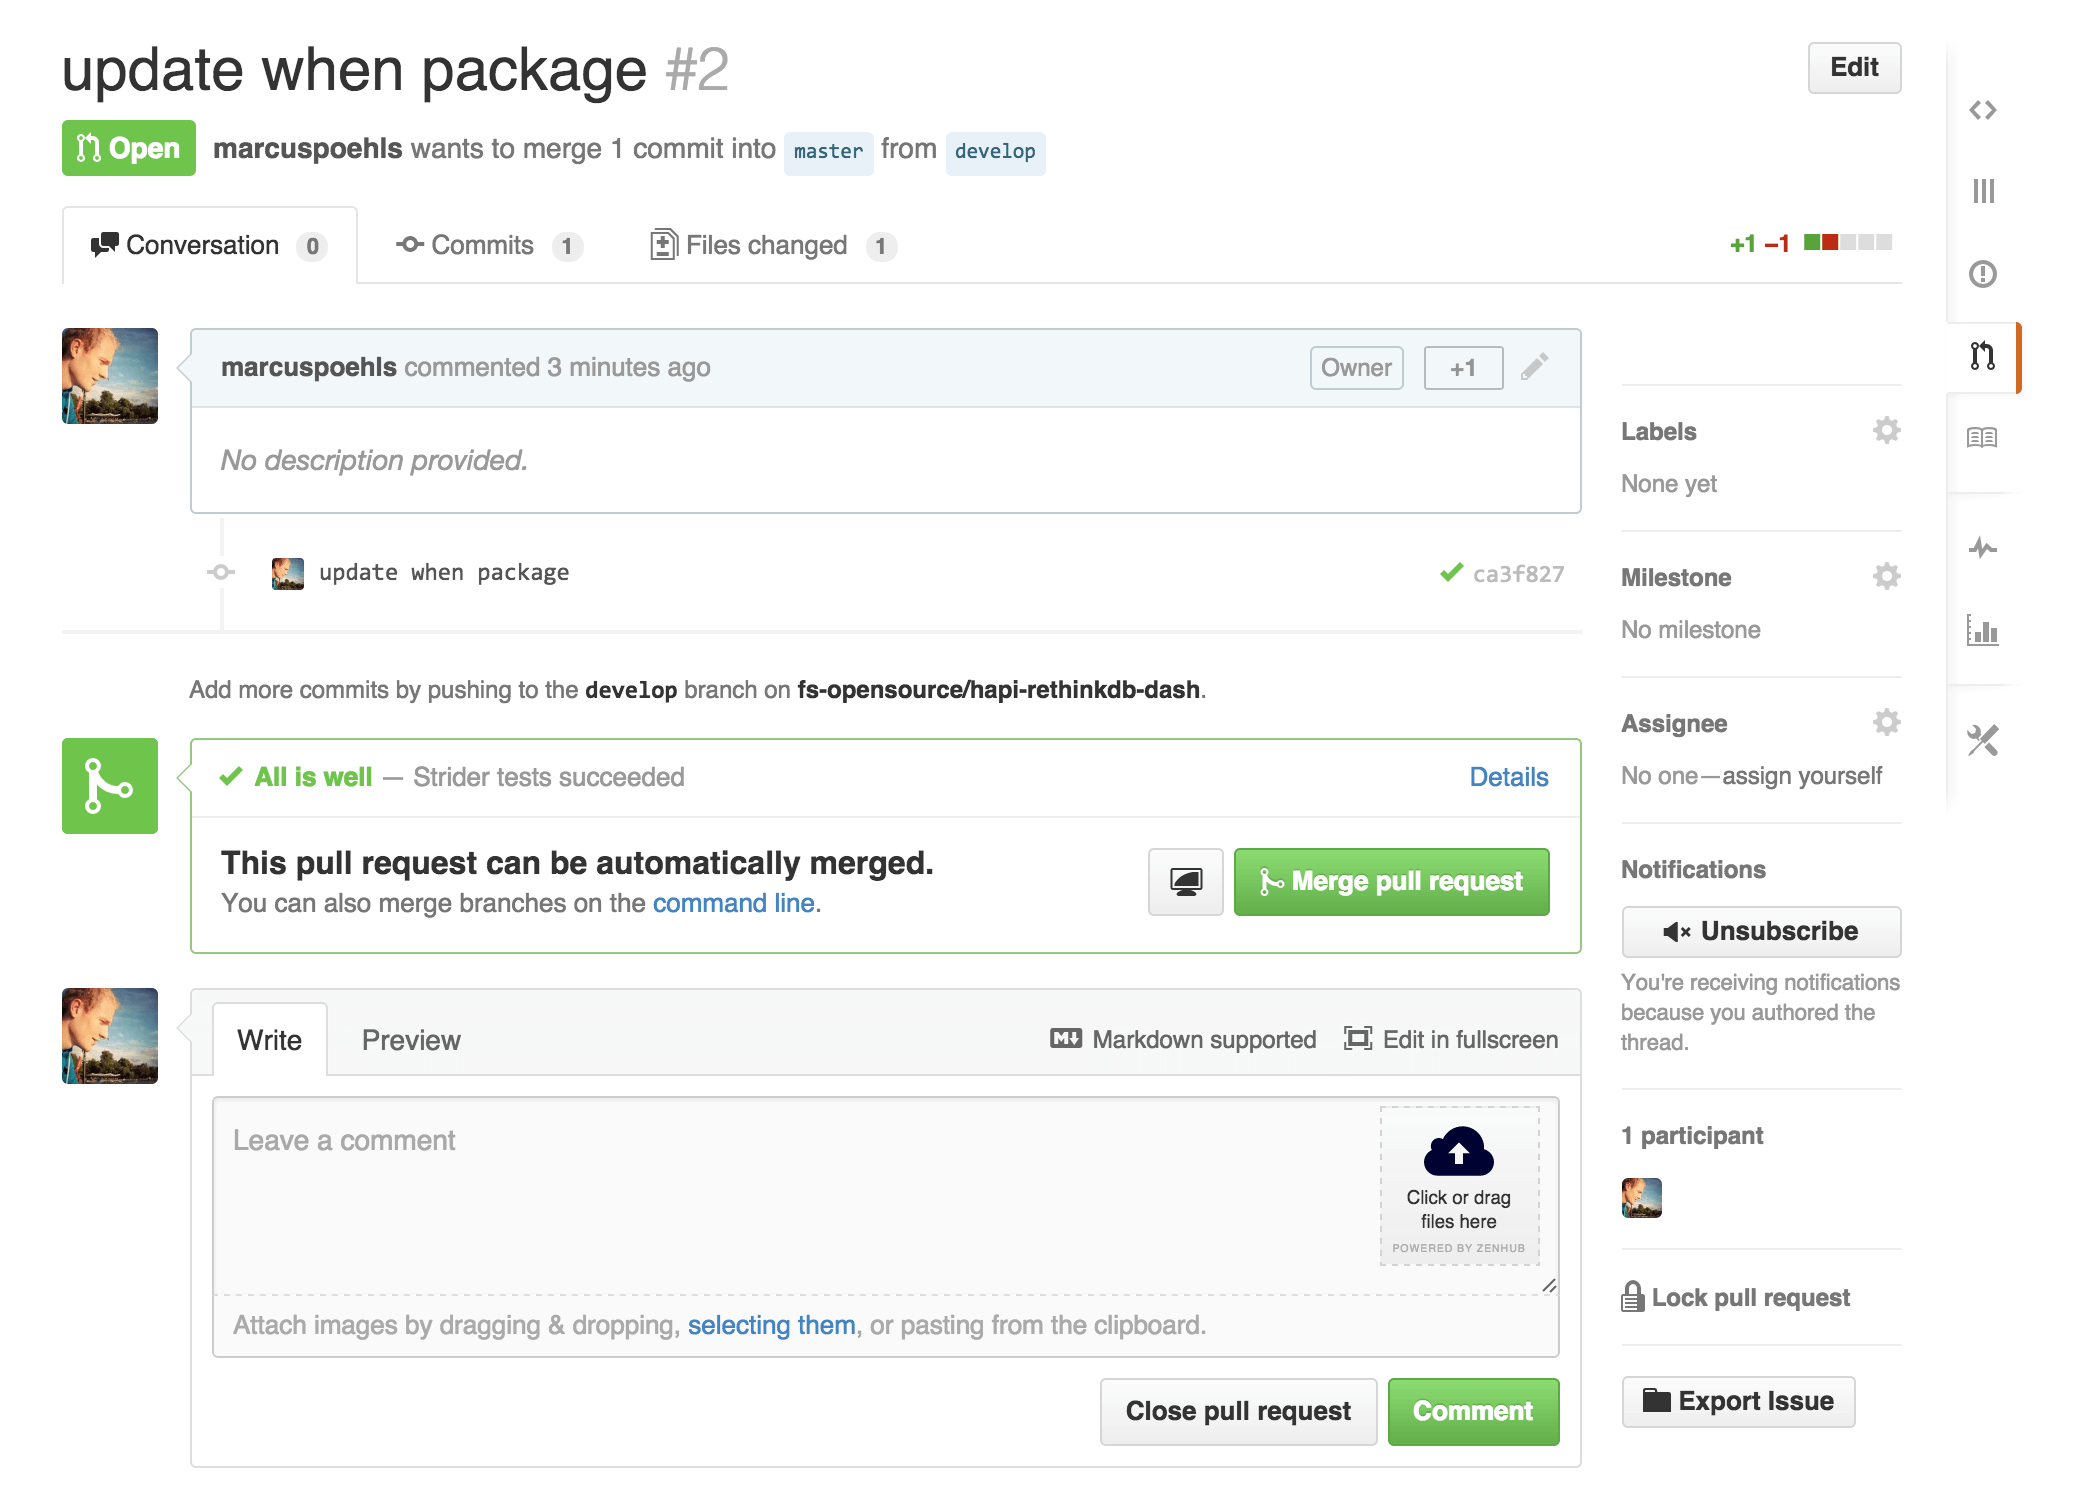 update when package #2
Edit
Open marcuspoehls wants to merge 1 commit into master from develop
Conversation 0 Commits 1 Files changed 1 +1 −1
marcuspoehls commented 3 minutes ago Owner +1
No description provided.
update when package ca3f827
Add more commits by pushing to the develop branch on fs-opensource/hapi-rethinkdb-dash.
All is well — Strider tests succeeded Details
This pull request can be automatically merged.
You can also merge branches on the command line.
Merge pull request
Write Preview Markdown supported Edit in fullscreen
Leave a comment
Click or drag
files here
POWERED BY ZENHUB
Attach images by dragging & dropping, selecting them, or pasting from the clipboard.
Close pull request Comment
Labels
None yet
Milestone
No milestone
Assignee
No one—assign yourself
Notifications
Unsubscribe
You're receiving notifications
because you authored the
thread.
1 participant
Lock pull request
Export Issue